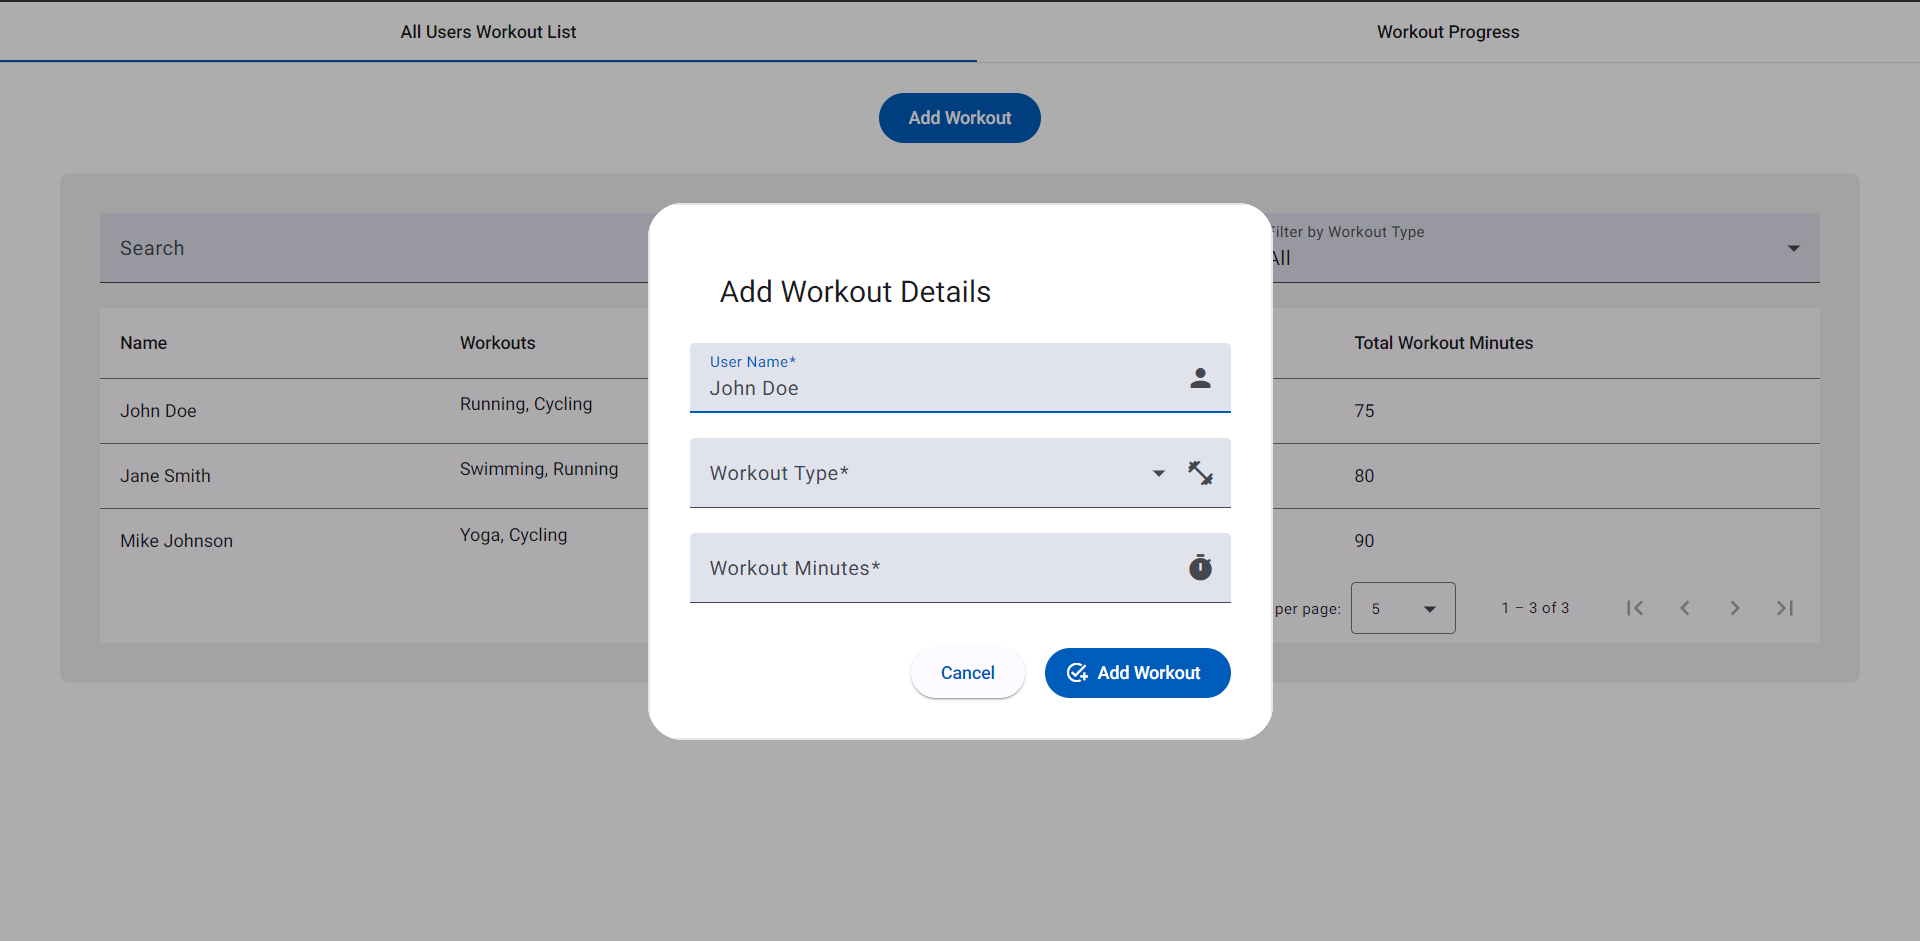 All Users Workout List
Workout Progress
Add Workout
Search
Filter by Workout Type
All
Add Workout Details
User Name*
John Doe
Workout Type*
Workout Minutes*
Cancel
Add Workout
Name
Workouts
Total Workout Minutes
John Doe
Running, Cycling
75
Jane Smith
Swimming, Running
80
Mike Johnson
Yoga, Cycling
90
per page:
5
1 – 3 of 3